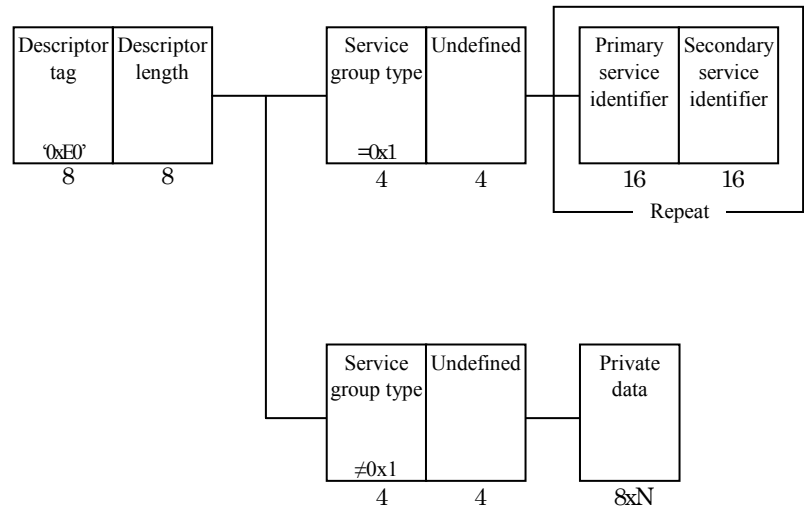 Descriptor tag
Descriptor length
‘0xE0’
8
8
Service group type
Undefined
=0x1
4
4
Primary service identifier
Secondary service identifier
16
16
Repeat
Service group type
Undefined
≠0x1
4
4
Private data
8xN